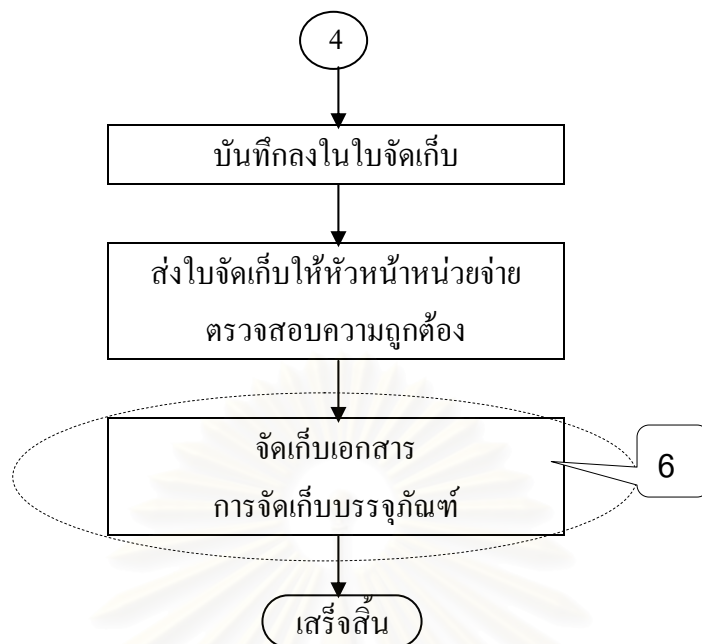 4
บันทึกลงในใบจัดเก็บ
ส่งใบจัดเก็บให้หัวหน้าหน่วยจ่าย
ตรวจสอบความถูกต้อง
จัดเก็บเอกสาร
การจัดเก็บบรรจุภัณฑ์
6
เสร็จสิ้น